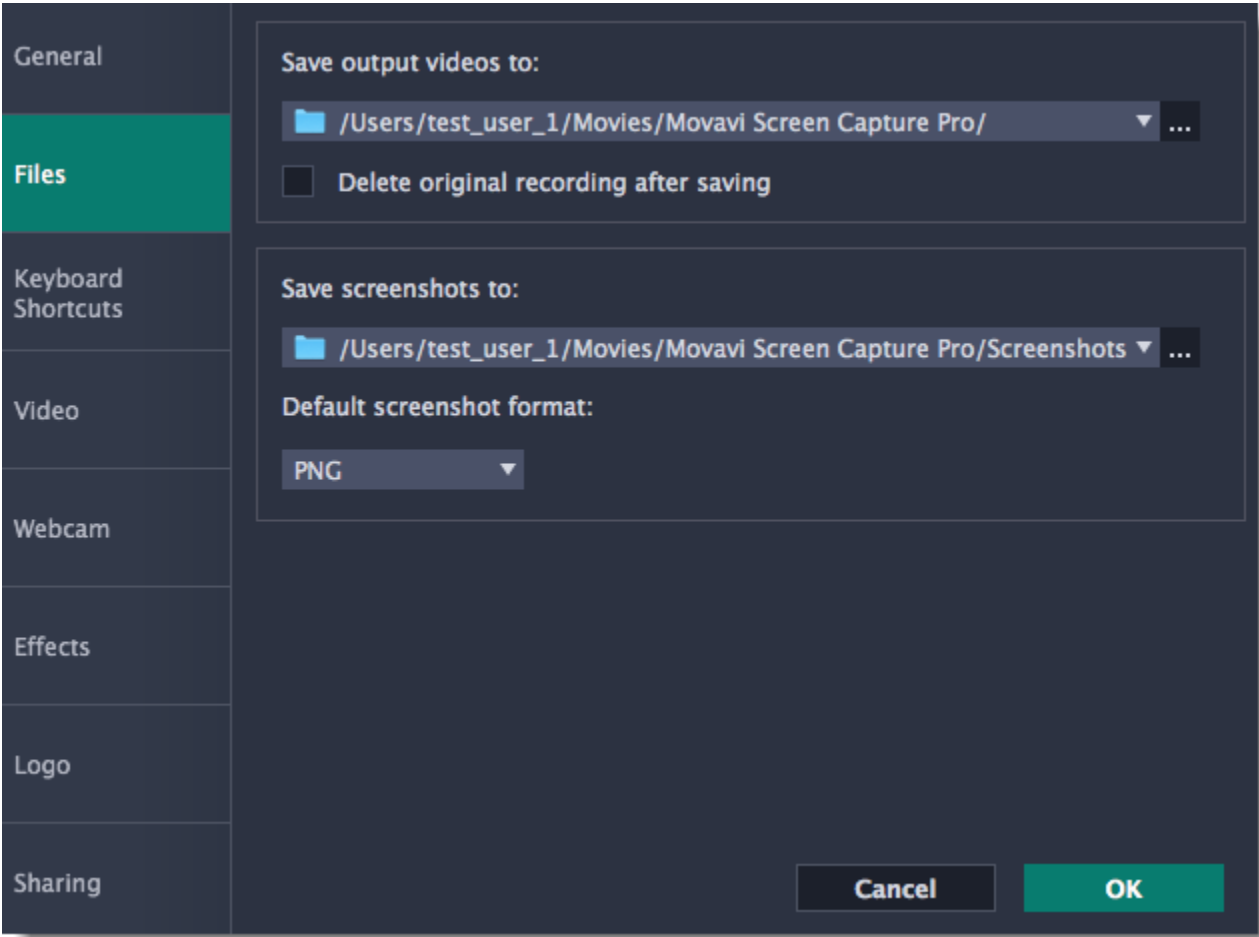 General
Files
Keyboard
Shortcuts
Video
Webcam
Effects
Logo
Sharing
Save output videos to:
/Users/test_user_1/Movies/Movavi Screen Capture Pro/
...
Delete original recording after saving
Save screenshots to:
/Users/test_user_1/Movies/Movavi Screen Capture Pro/Screenshots
...
Default screenshot format:
PNG
Cancel
OK